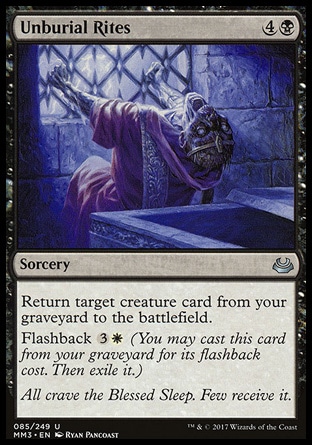 Unburial Rites 4
Sorcery
Return target creature card from your
graveyard to the battlefield.
Flashback 3 (You may cast this card
from your graveyard for its flashback
cost. Then exile it.)
All crave the Blessed Sleep. Few receive it.
085/249 U
MM3 • EN RYAN PANCOAST
™ & © 2017 Wizards of the Coast